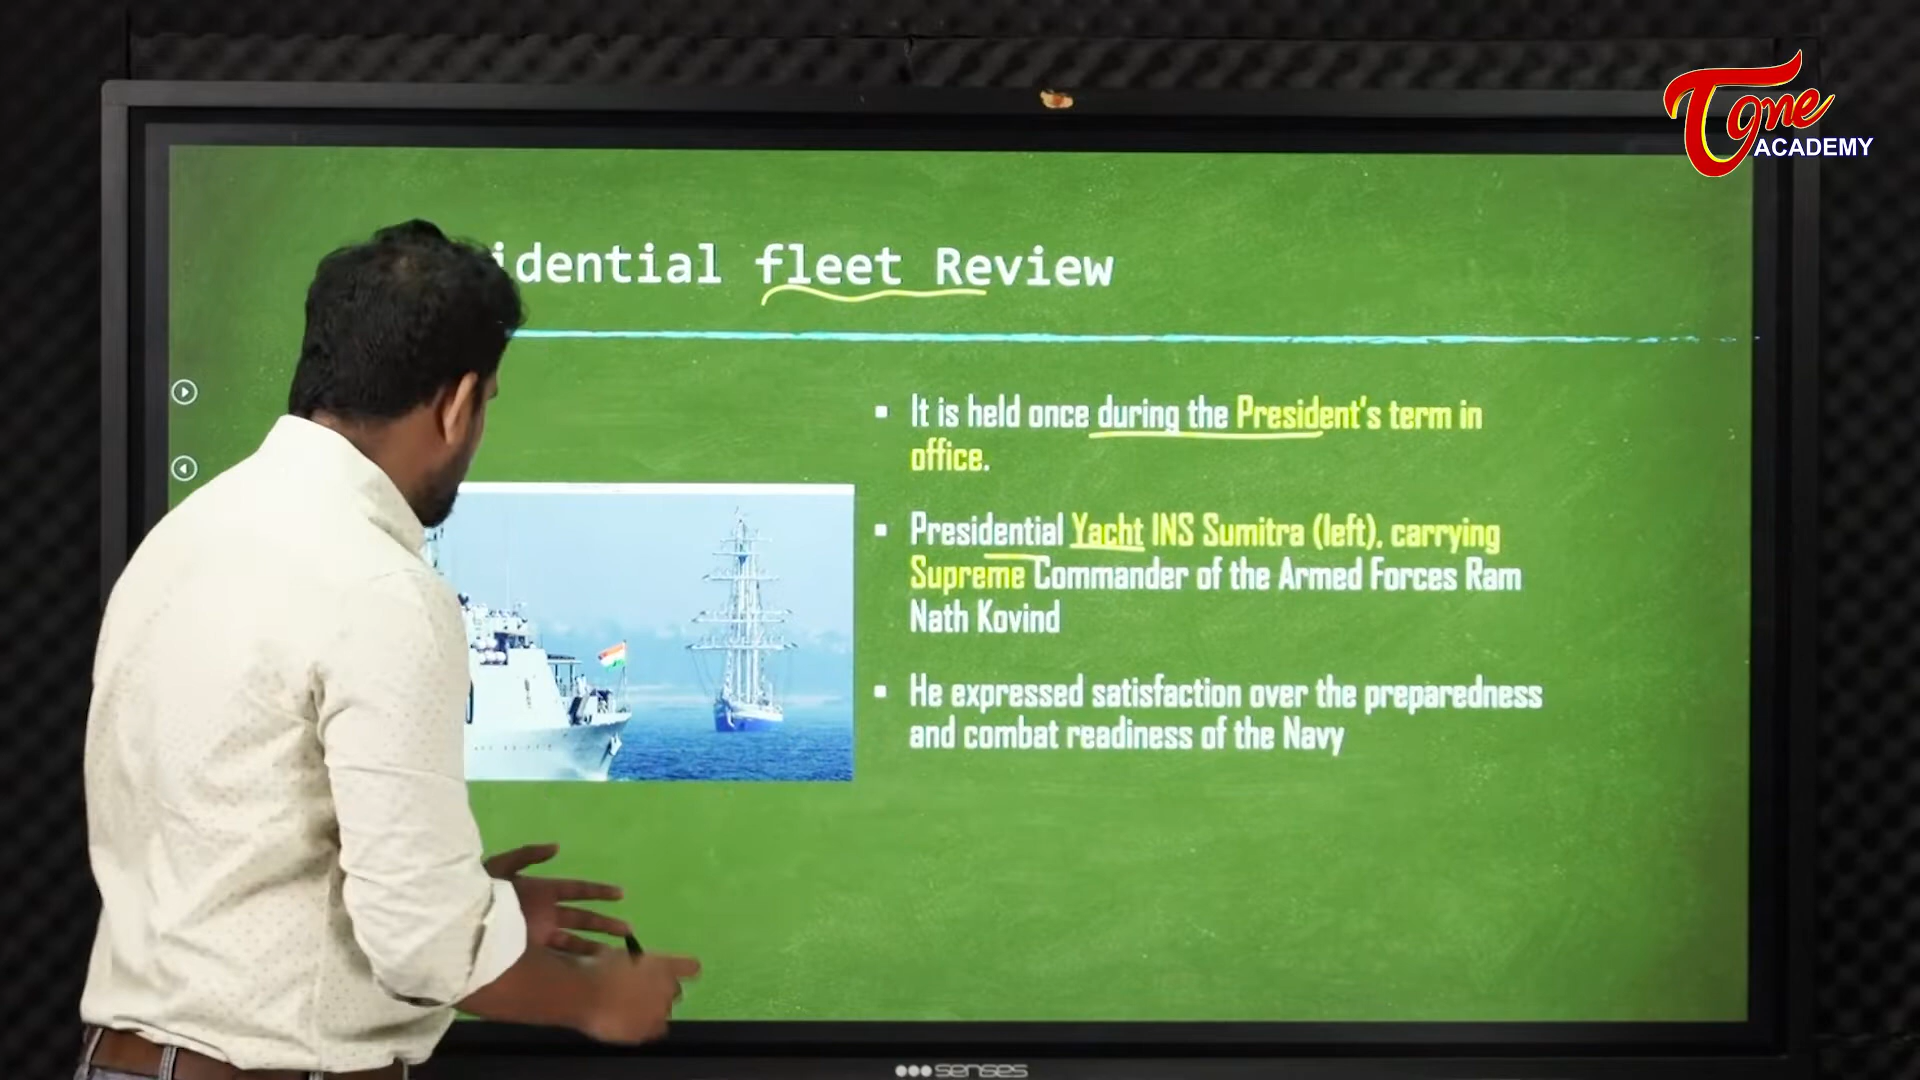 Tone
ACADEMY
idential fleet Review
▪ It is held once during the President's term in
office.
▪ Presidential Yacht INS Sumitra (left), carrying
Supreme Commander of the Armed Forces Ram
Nath Kovind
▪ He expressed satisfaction over the preparedness
and combat readiness of the Navy
senses